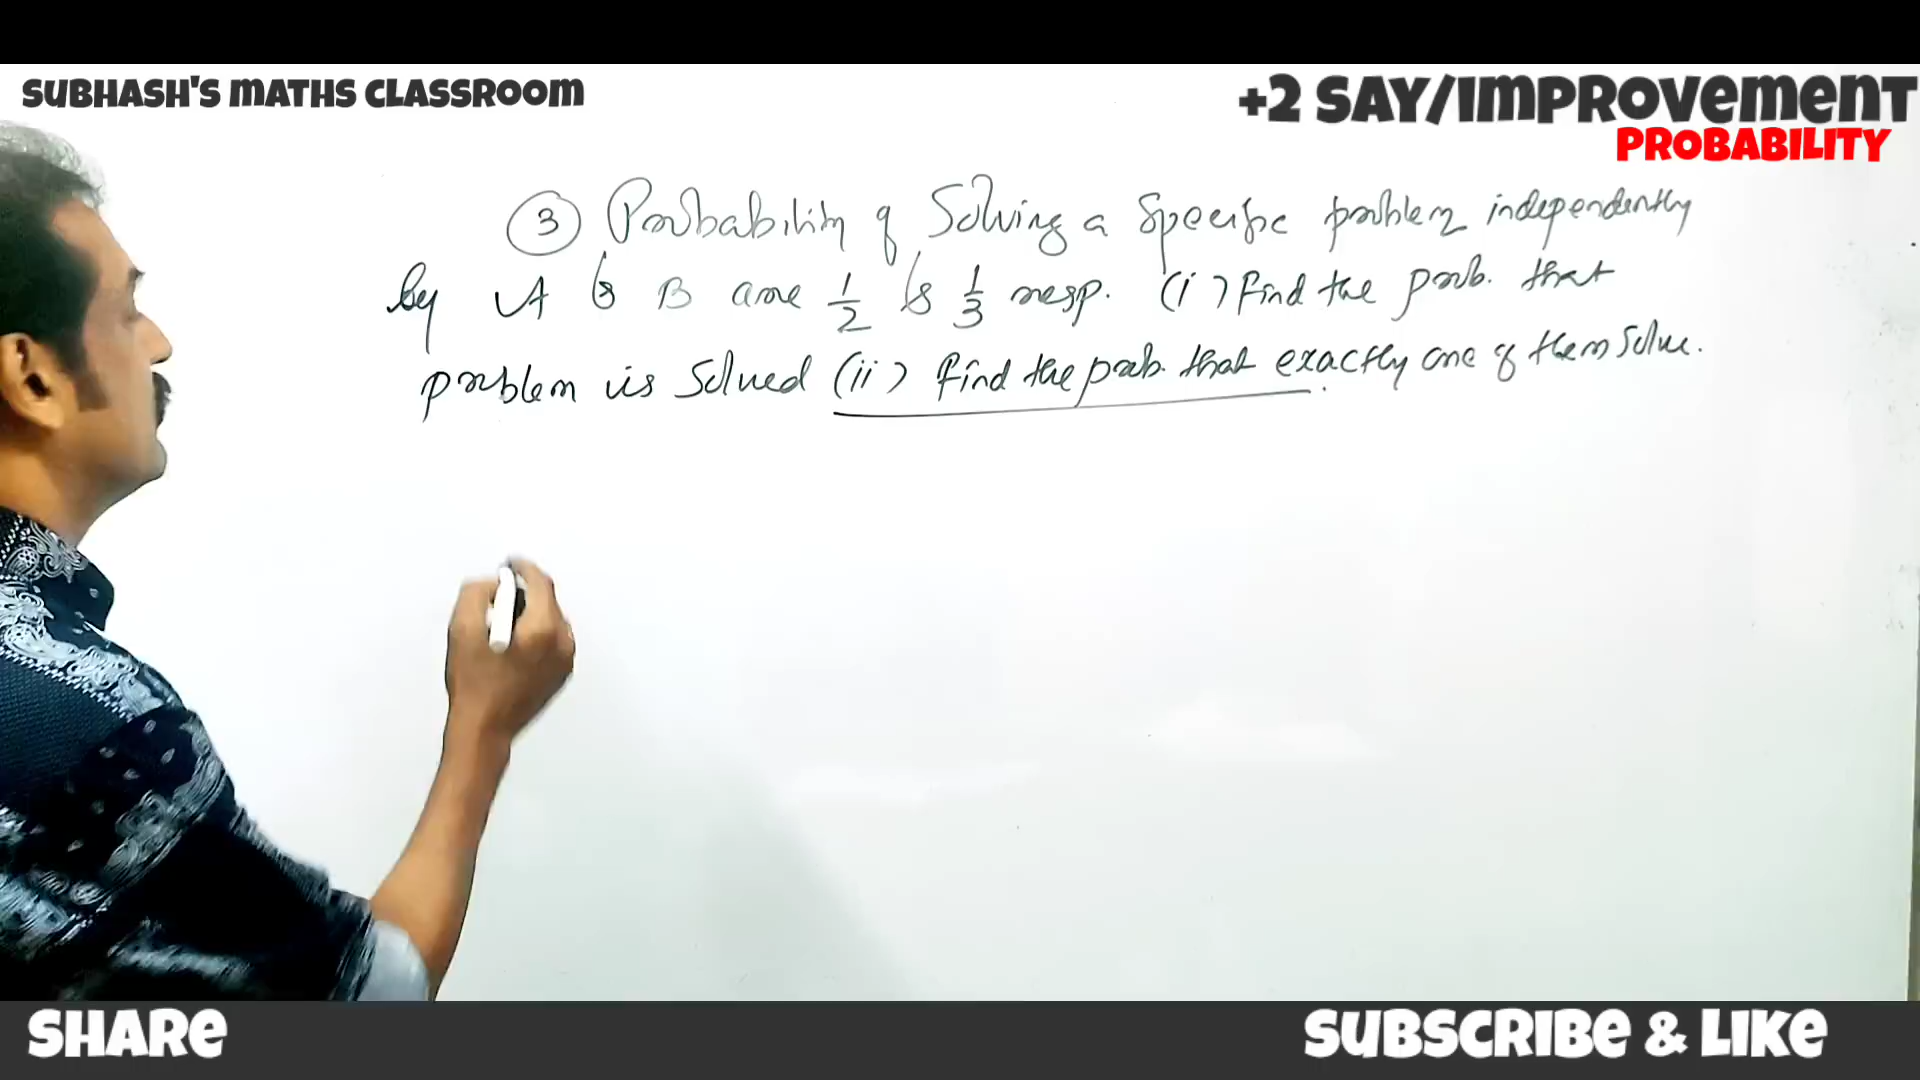 SUBHASH'S MATHS CLASSROOM
+2 SAY/IMPROVEMENT
PROBABILITY
③ Probability of Solving a Specific problem independently
by A & B are 1/2 & 1/3 resp. (i) Find the prob. that
problem is solved (ii) Find the prob. that exactly one of them solve.
SHARE
SUBSCRIBE & LIKE